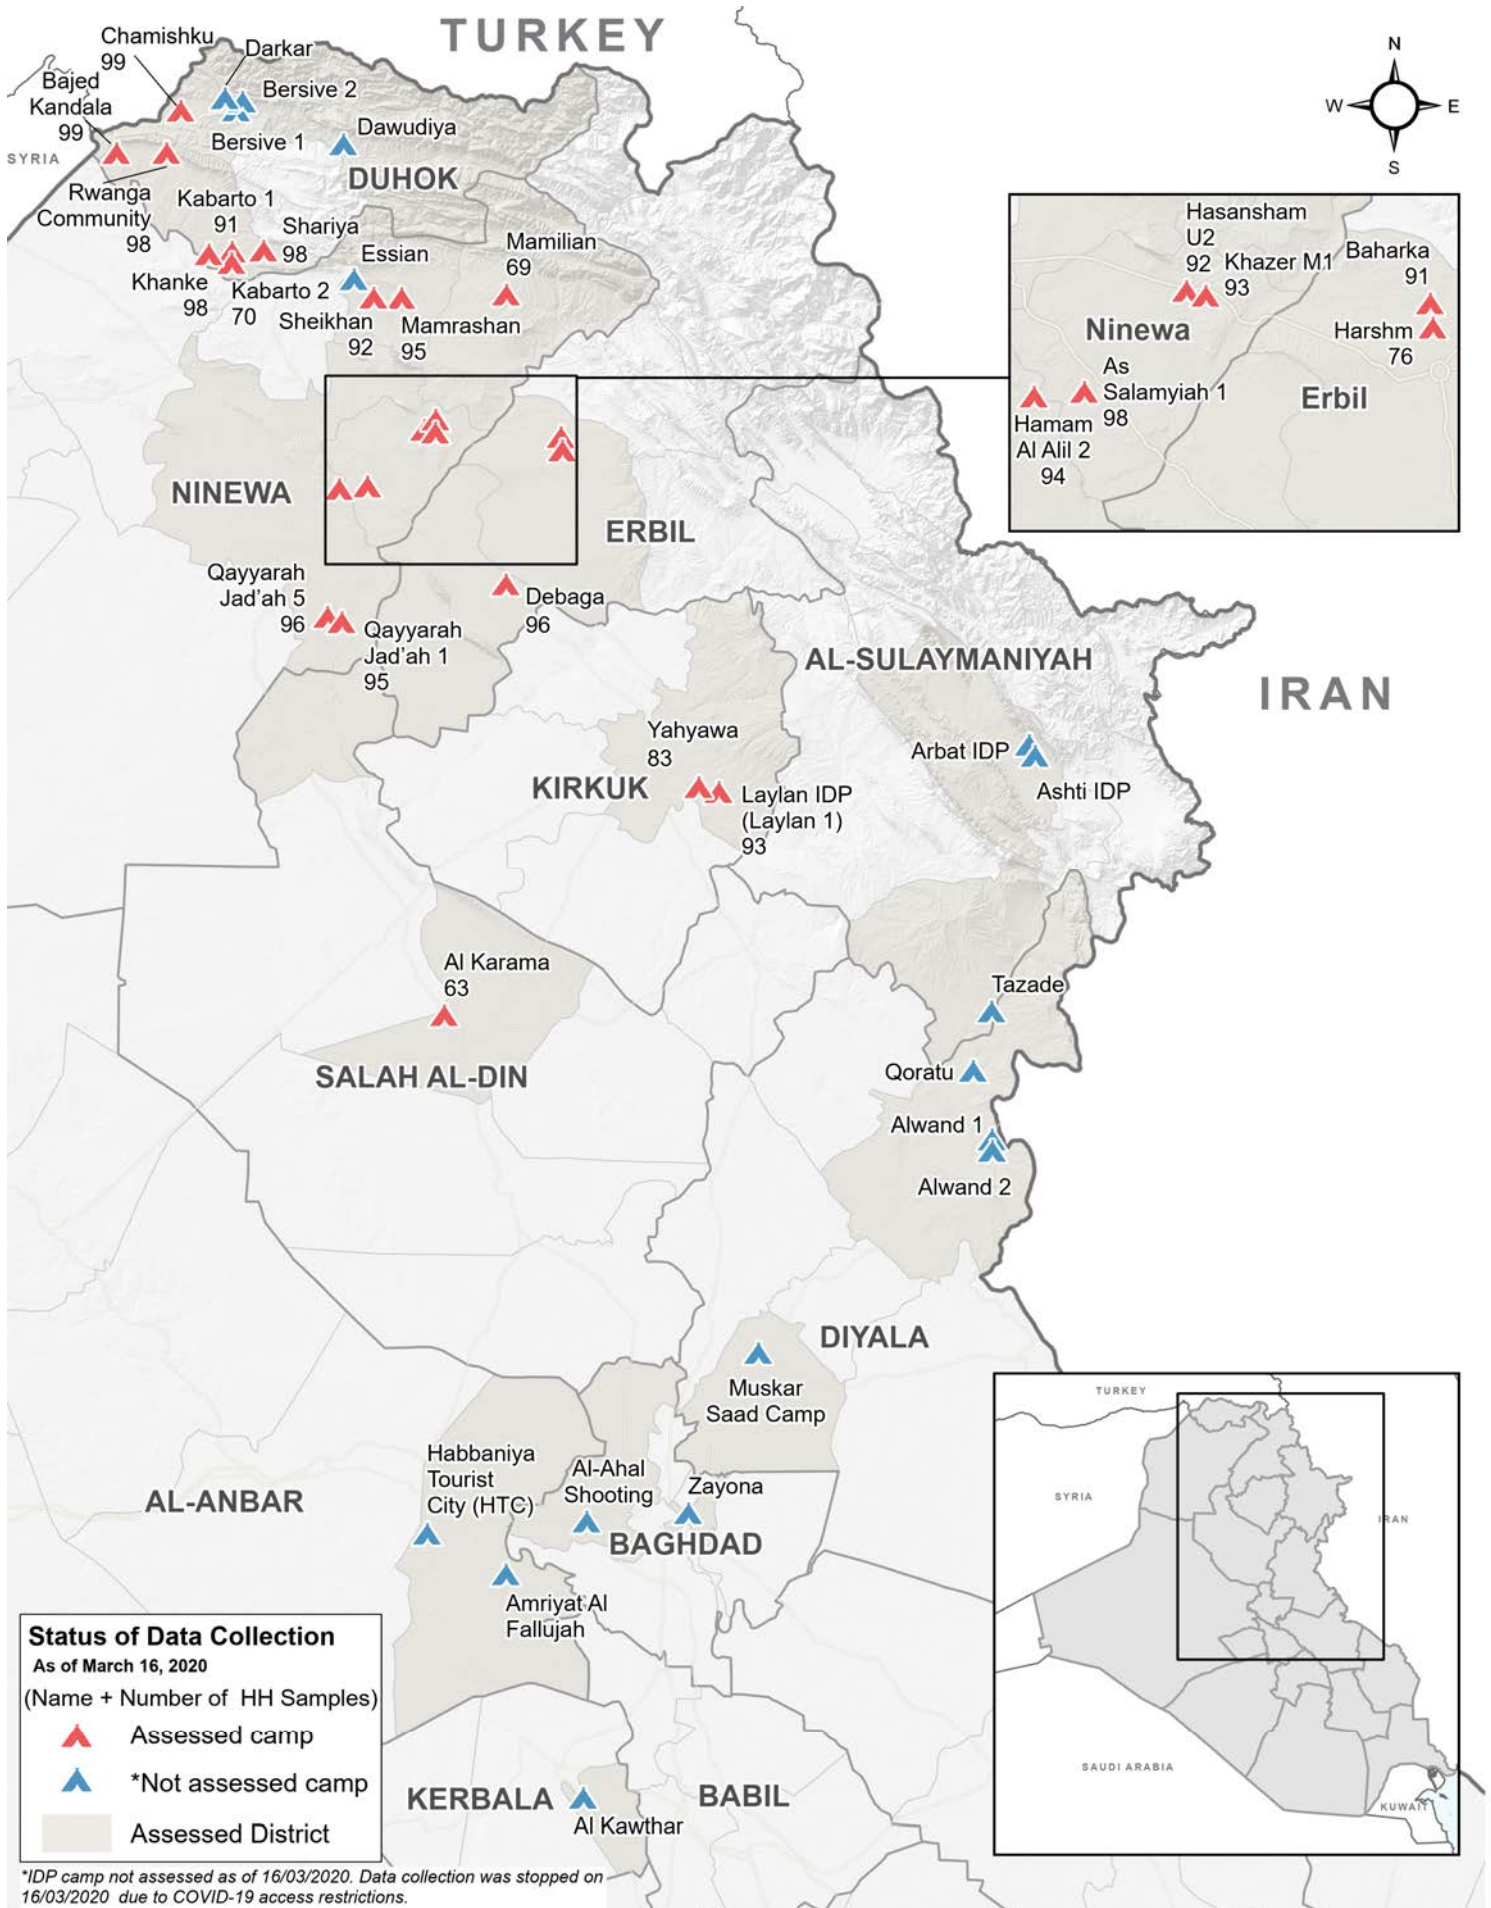 TURKEY
Chamishku
99
Darkar
Bersive 2
Bajed
Kandala
99
Bersive 1
Dawudiya
SYRIA
DUHOK
Rwanga
Community
98
Kabarto 1
91
Shariya
98
Essian
Mamilian
69
Khanke
98
Kabarto 2
70
Sheikhan
92
Mamrashan
95
N
W
E
S
Hasansham
U2
92
Khazer M1
93
Baharka
91
Ninewa
Harshm
76
As
Salamyiah 1
98
Erbil
Hamam
Al Alil 2
94
NINEWA
ERBIL
Qayyarah
Jad'ah 5
96
Debaga
96
Qayyarah
Jad'ah 1
95
AL-SULAYMANIYAH
IRAN
Yahyawa
83
Arbat IDP
KIRKUK
Laylan IDP
(Laylan 1)
93
Ashti IDP
Al Karama
63
Tazade
SALAH AL-DIN
Qoratu
Alwand 1
Alwand 2
DIYALA
Muskar
Saad Camp
Habbaniya
Tourist
City (HTC)
Al-Ahal
Shooting
Zayona
AL-ANBAR
BAGHDAD
Amriyat Al
Fallujah
KERBALA
BABIL
Al Kawthar
TURKEY
SYRIA
IRAN
SAUDI ARABIA
KUWAIT
Status of Data Collection
As of March 16, 2020
(Name + Number of HH Samples)
Assessed camp
*Not assessed camp
Assessed District
*IDP camp not assessed as of 16/03/2020. Data collection was stopped on
16/03/2020 due to COVID-19 access restrictions.